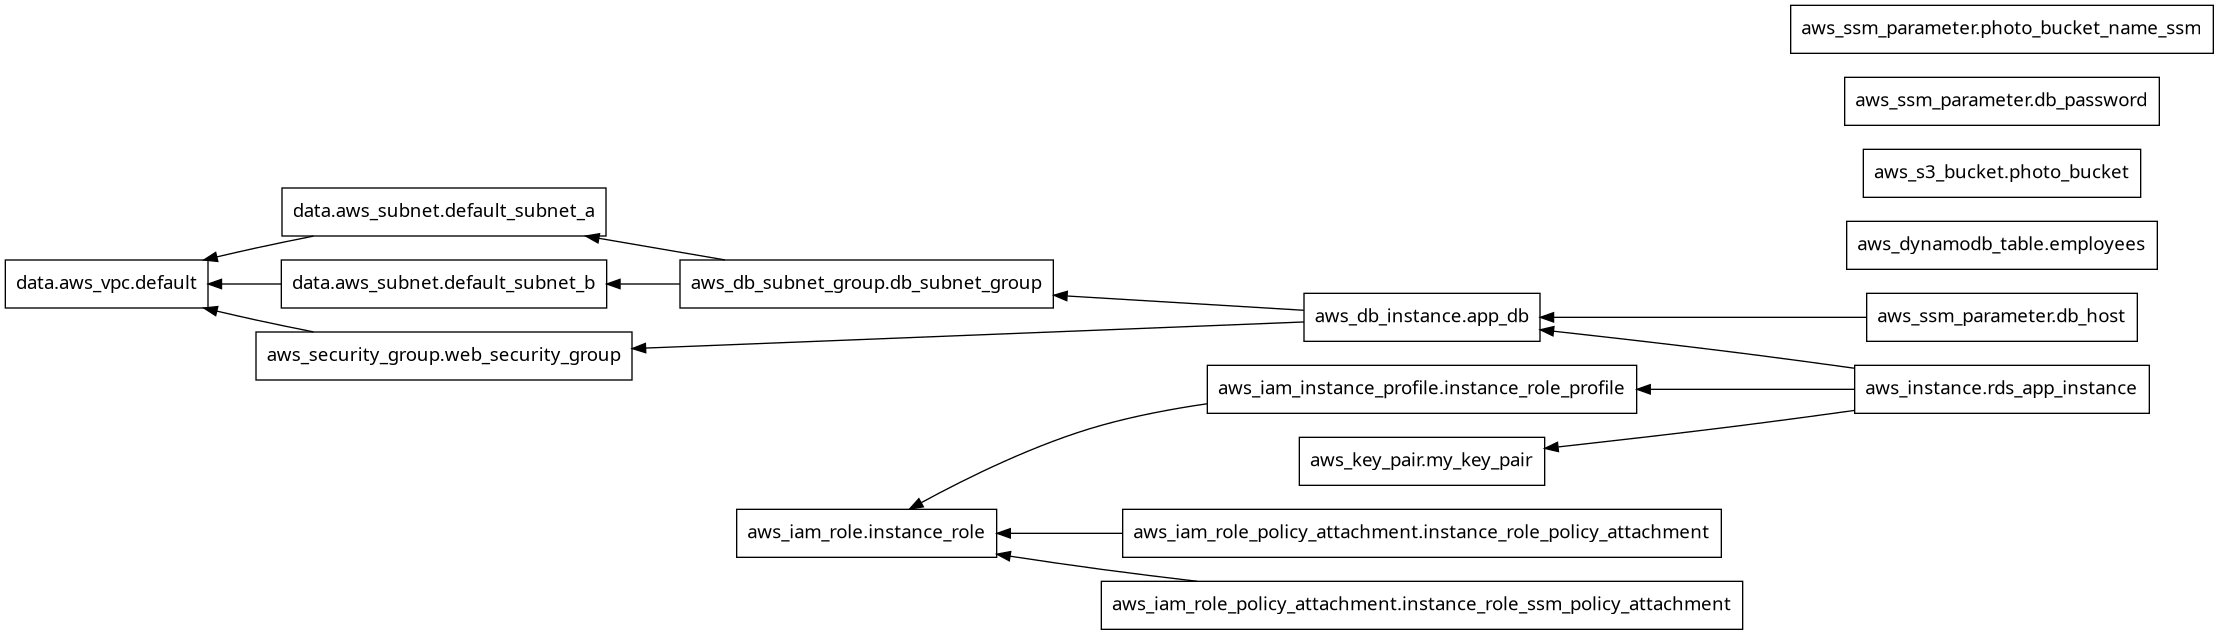 aws_ssm_parameter.photo_bucket_name_ssm
aws_ssm_parameter.db_password
aws_s3_bucket.photo_bucket
data.aws_subnet.default_subnet_a
aws_dynamodb_table.employees
data.aws_vpc.default
data.aws_subnet.default_subnet_b
aws_db_subnet_group.db_subnet_group
aws_db_instance.app_db
aws_ssm_parameter.db_host
aws_security_group.web_security_group
aws_iam_instance_profile.instance_role_profile
aws_instance.rds_app_instance
aws_key_pair.my_key_pair
aws_iam_role.instance_role
aws_iam_role_policy_attachment.instance_role_policy_attachment
aws_iam_role_policy_attachment.instance_role_ssm_policy_attachment